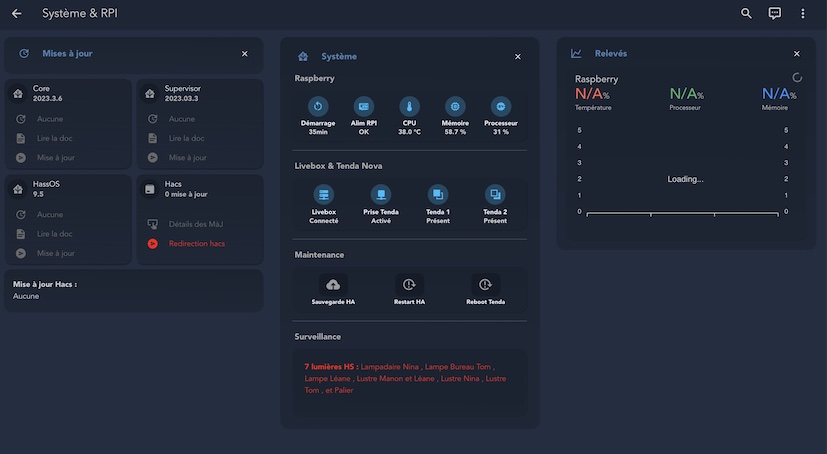 Système & RPI
Mises à jour
Core
2023.3.6
Aucune
Lire la doc
Mise à jour
Supervisor
2023.03.3
Aucune
Lire la doc
Mise à jour
HassOS
9.5
Aucune
Lire la doc
Mise à jour
Hacs
0 mise à jour
Détails des MàJ
Redirection hacs
Mise à jour Hacs :
Aucune
Système
Raspberry
Démarrage
35min
Alim RPI
OK
CPU
38.0 °C
Mémoire
58.7 %
Processeur
31 %
Livebox & Tenda Nova
Livebox
Connecté
Prise Tenda
Activé
Tenda 1
Présent
Tenda 2
Présent
Maintenance
Sauvegarde HA
Restart HA
Reboot Tenda
Surveillance
7 lumières HS : Lampadaire Nina , Lampe Bureau Tom ,
Lampe Léane , Lustre Manon et Léane , Lustre Nina , Lustre
Tom , et Palier
Relevés
Raspberry
N/A%
Température
N/A%
Processeur
N/A%
Mémoire
5 5
4 4
3 3
2 Loading... 2
1 1
0 0